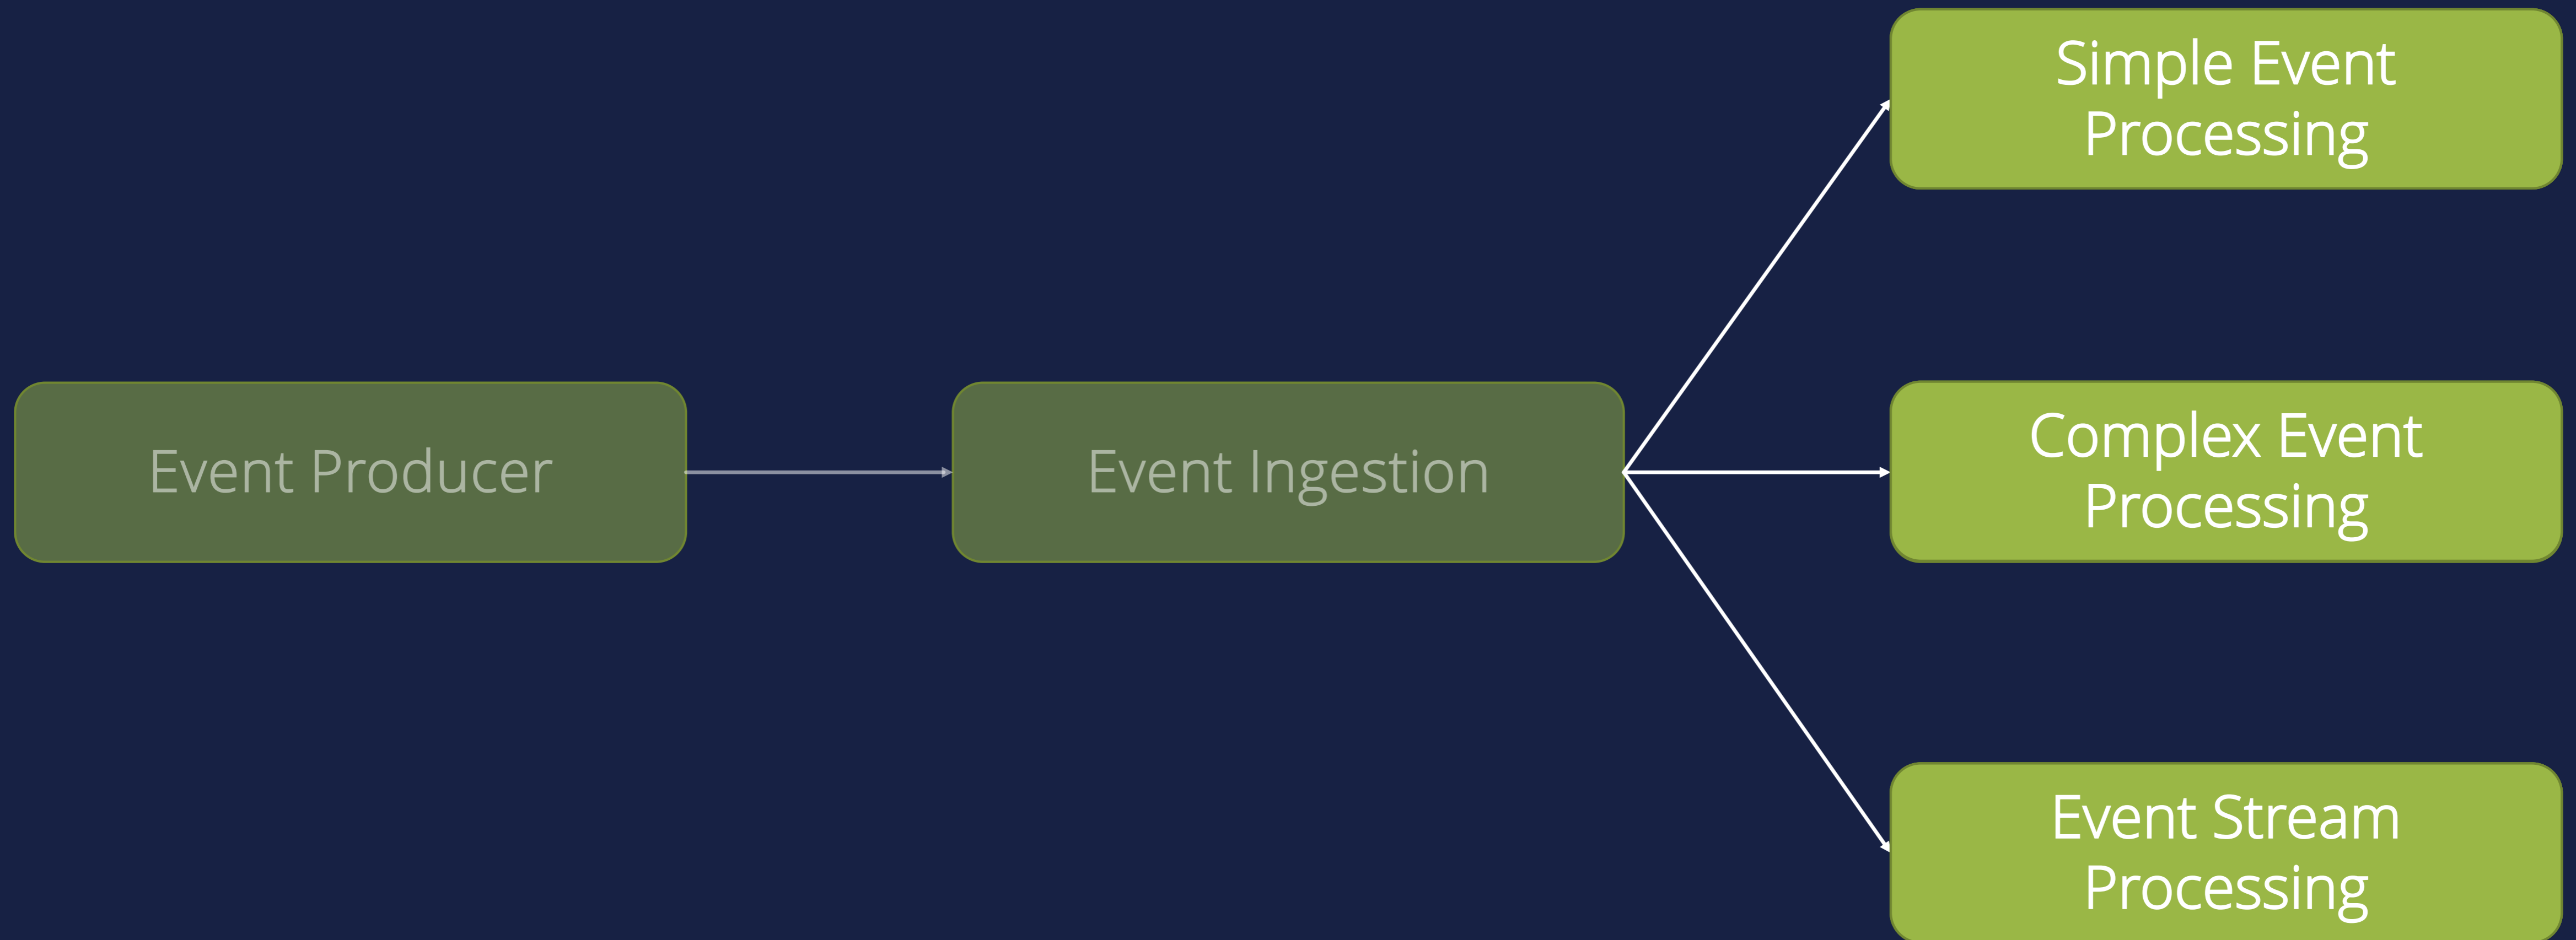 Simple Event
Processing
Event Producer
Event Ingestion
Complex Event
Processing
Event Stream
Processing